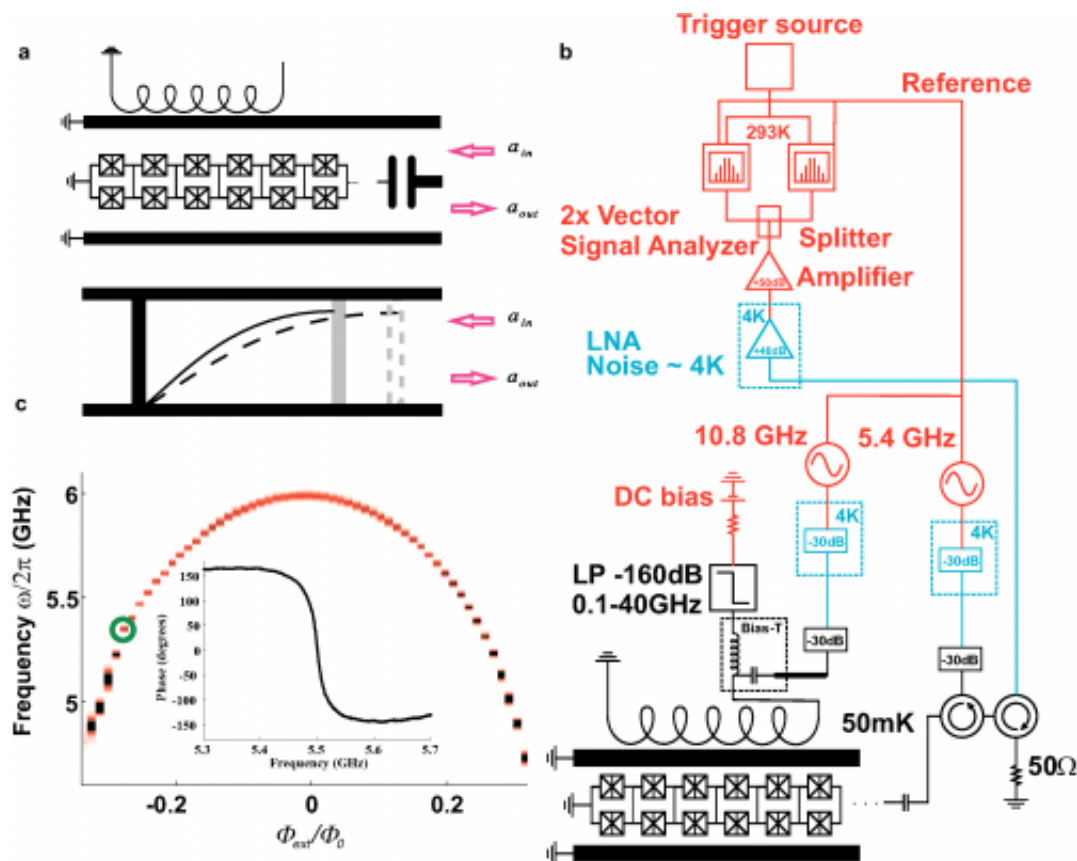 a
a_in
a_out
a_in
a_out
b
Trigger source
Reference
293K
2x Vector
Signal Analyzer
Splitter
Amplifier
+50dB
4K
+40dB
LNA
Noise ~ 4K
10.8 GHz
5.4 GHz
DC bias
4K
-30dB
4K
-30dB
LP -160dB
0.1-40GHz
Bias-T
-30dB
-30dB
50mK
50Ω
c
Frequency ω/2π (GHz)
6
5.5
5
-0.2
0
0.2
Φ_ext/Φ_0
Phase (degrees)
150
100
50
0
-50
-100
-150
5.3
5.4
5.5
5.6
5.7
Frequency (GHz)